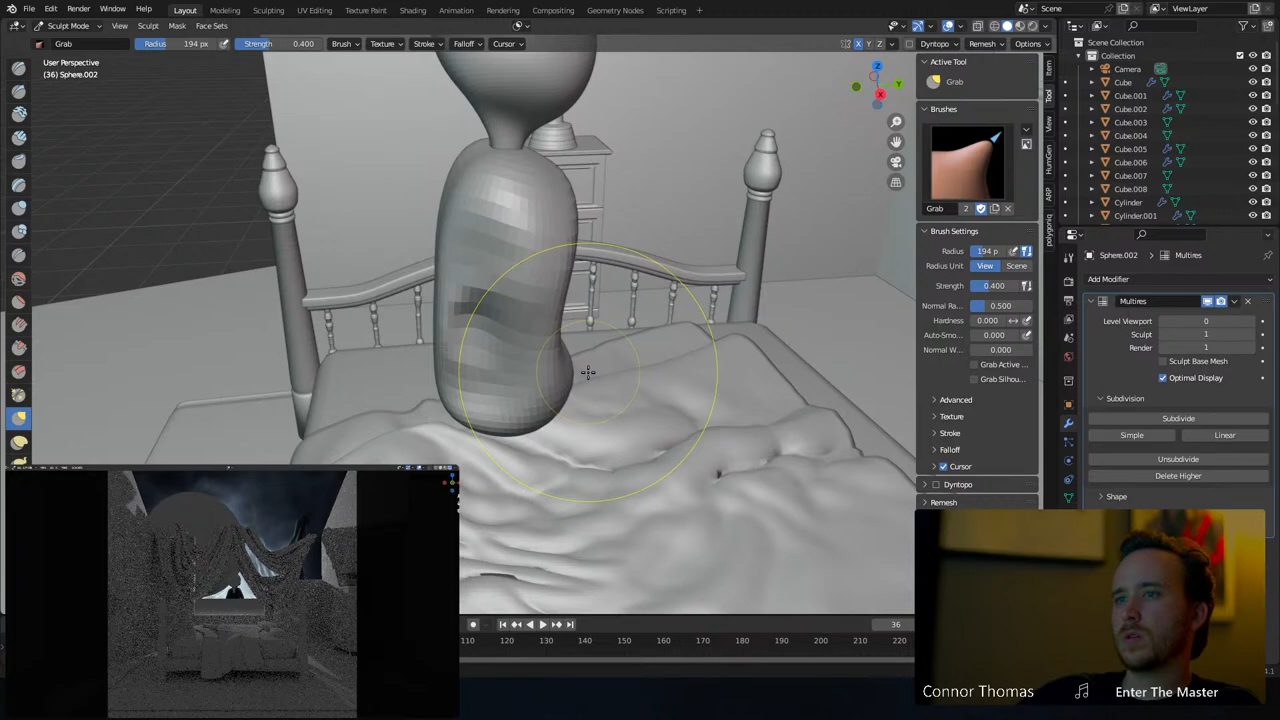 File Edit Render Window Help Layout Modeling Sculpting UV Editing Texture Paint Shading Animation Rendering Compositing Geometry Nodes Scripting + Scene ViewLayer
Sculpt Mode View Sculpt Mask Face Sets
Grab Radius 194 px Strength 0.400 Brush Texture Stroke Falloff Cursor X Y Z Dyntopo Remesh Options
User Perspective
(36) Sphere.002
Z
Y
X
Active Tool
Grab
Brushes
Grab 2
Brush Settings
Radius 194 p
Radius Unit View Scene
Strength 0.400
Normal Ra... 0.500
Hardness 0.000
Auto-Smo... 0.000
Normal W... 0.000
Grab Active ...
Grab Silhou...
Advanced
Texture
Stroke
Falloff
Cursor
Dyntopo
Remesh
Item
Tool
View
HumGen
ARP
polygoniq
Scene Collection
Collection
Camera
Cube
Cube.001
Cube.002
Cube.003
Cube.004
Cube.005
Cube.006
Cube.007
Cube.008
Cylinder
Cylinder.001
Sphere.002 > Multires
Add Modifier
Multires
Level Viewport 0
Sculpt 1
Render 1
Sculpt Base Mesh
Optimal Display
Subdivision
Subdivide
Simple Linear
Unsubdivide
Delete Higher
Shape
36
110 120 130 140 150 160 170 180 190 200 210 220
Connor Thomas Enter The Master